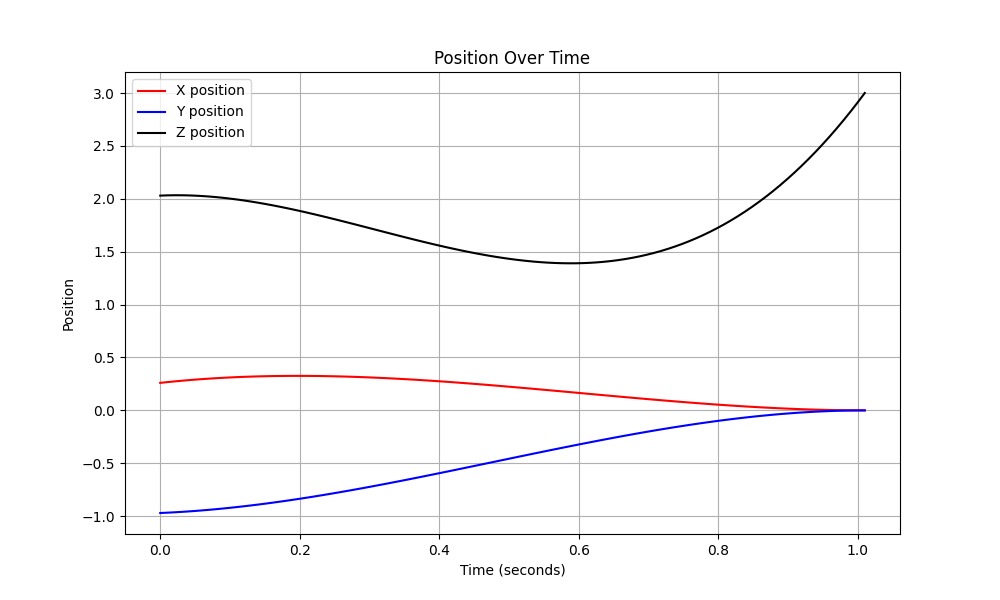 Position Over Time
X position
Y position
Z position
Position
3.0
2.5
2.0
1.5
1.0
0.5
0.0
−0.5
−1.0
0.0 0.2 0.4 0.6 0.8 1.0
Time (seconds)